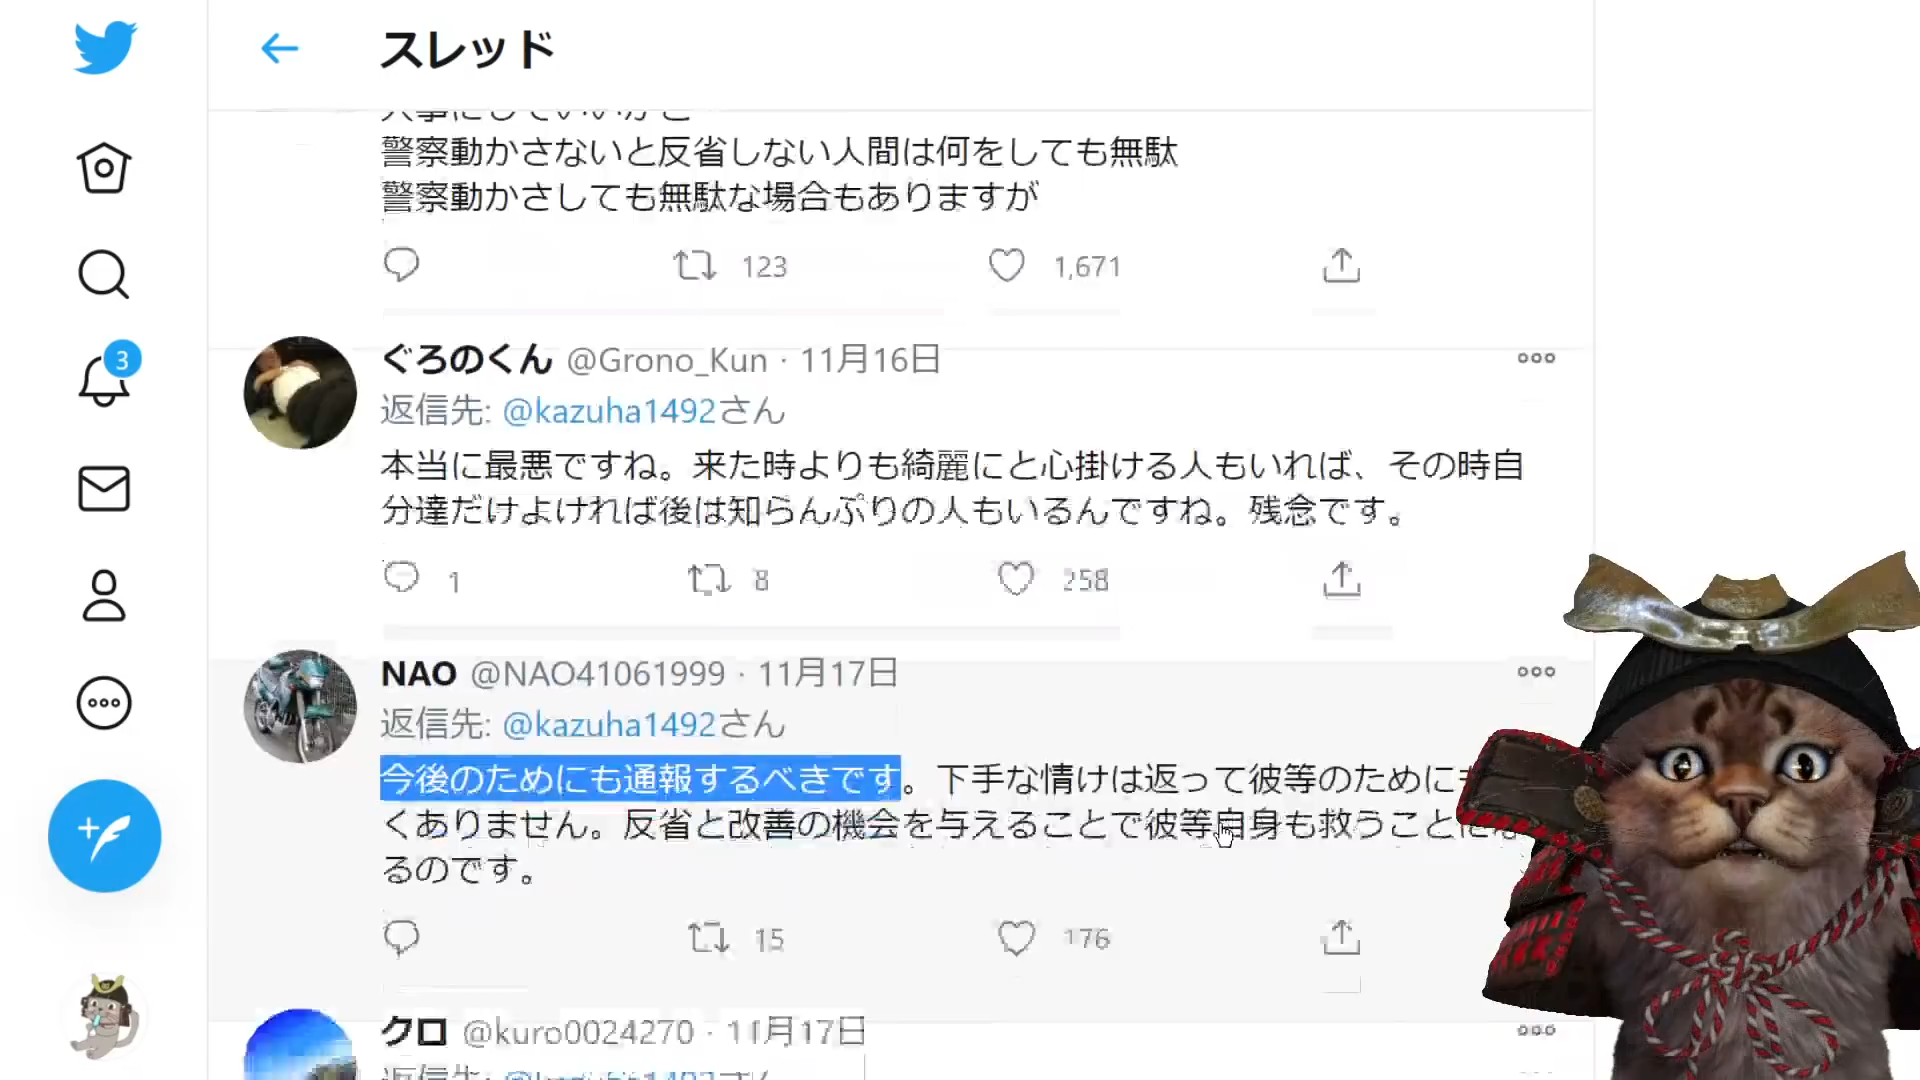 スレッド
警察動かさないと反省しない人間は何をしても無駄
警察動かさしても無駄な場合もありますが
123 1,671
3
ぐろのくん @Grono_Kun · 11月16日
返信先: @kazuha1492さん
本当に最悪ですね。来た時よりも綺麗にと心掛ける人もいれば、その時自
分達だけよければ後は知らんぷりの人もいるんですね。残念です。
1 8 258
NAO @NAO41061999 · 11月17日
返信先: @kazuha1492さん
今後のためにも通報するべきです。下手な情けは返って彼等のために
くありません。反省と改善の機会を与えることで彼等自身も救うこと
るのです。
15 176
クロ @kuro0024270 · 11月17日